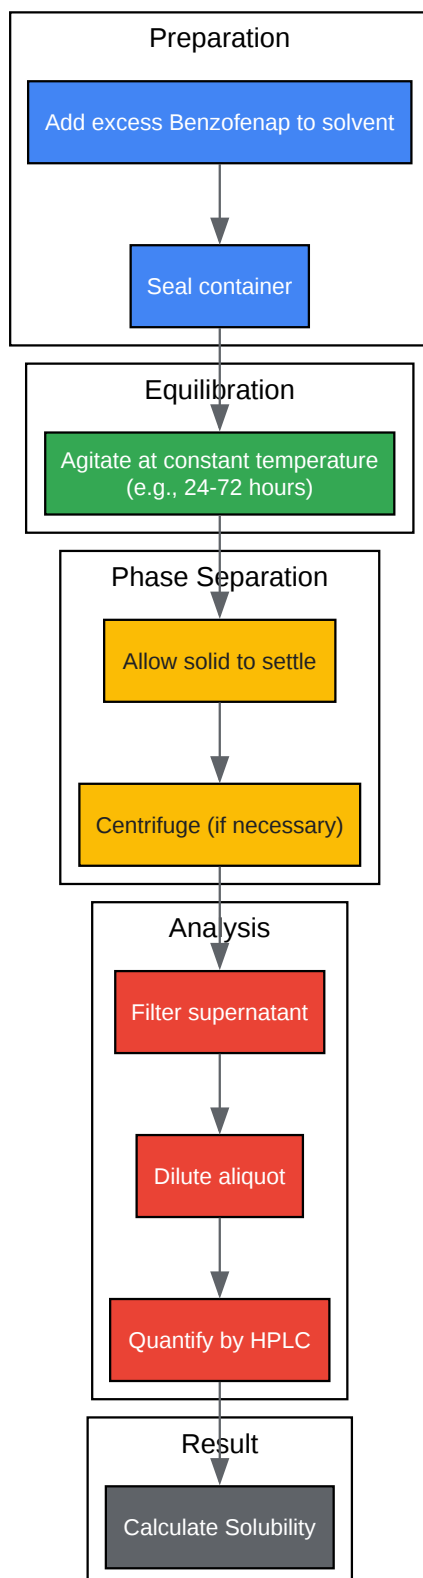 Preparation
Add excess Benzofenap to solvent
Seal container
Equilibration
Agitate at constant temperature
(e.g., 24-72 hours)
Phase Separation
Allow solid to settle
Centrifuge (if necessary)
Analysis
Filter supernatant
Dilute aliquot
Quantify by HPLC
Result
Calculate Solubility